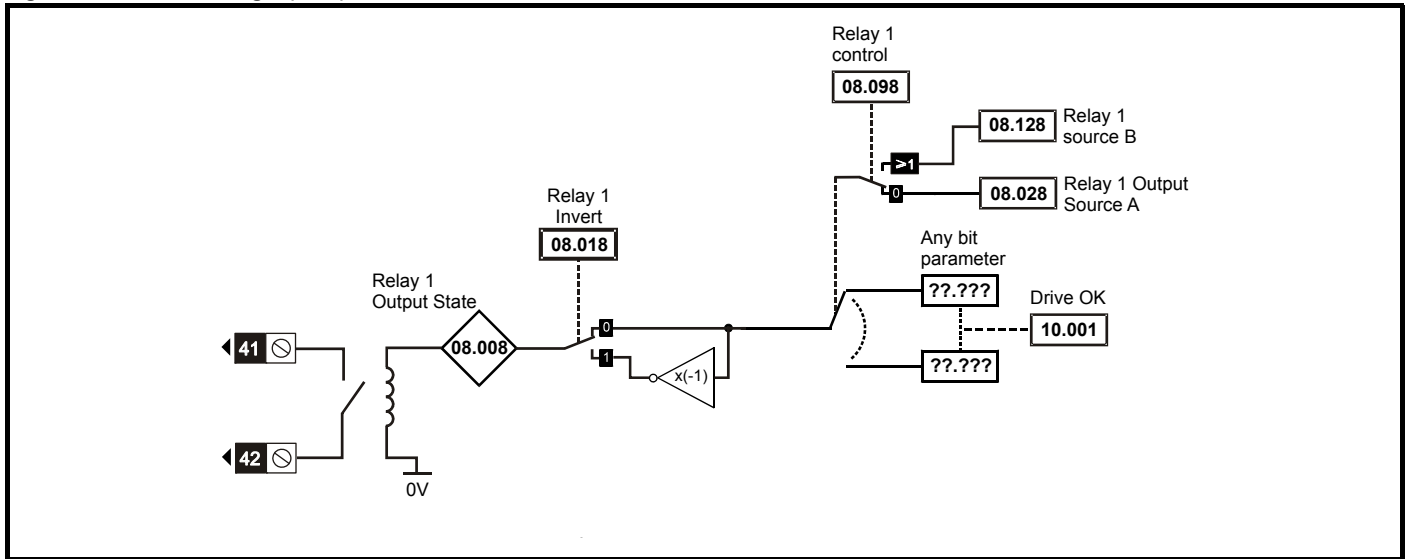 Relay 1
control
08.098
08.128
Relay 1
source B
>1
0
08.028
Relay 1 Output
Source A
Relay 1
Invert
08.018
Any bit
parameter
??.???
Drive OK
10.001
??.???
Relay 1
Output State
08.008
0
1
x(-1)
41
42
0V